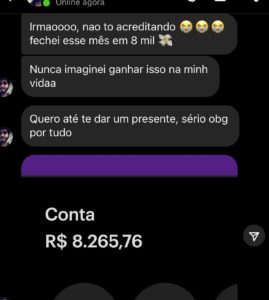 Online agora
Irmaoooo, nao to acreditando 😭😭😭
fechei esse mês em 8 mil 💸
Nunca imaginei ganhar isso na minh
vidaa
Quero até te dar um presente, sério obg
por tudo
Conta
R$ 8.265,76